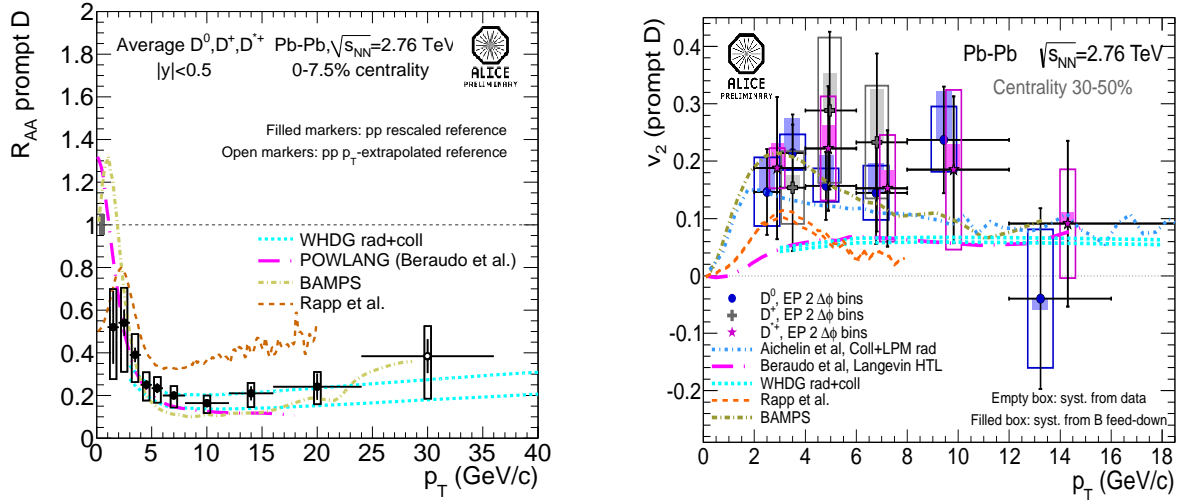 R_AA prompt D
2
1.8
1.6
1.4
1.2
1
0.8
0.6
0.4
0.2
0
Average D^0,D^+,D^*+ Pb-Pb,√s_NN=2.76 TeV
|y|<0.5 0-7.5% centrality
ALICE
PRELIMINARY
Filled markers: pp rescaled reference
Open markers: pp p_T-extrapolated reference
WHDG rad+coll
POWLANG (Beraudo et al.)
BAMPS
Rapp et al.
0 5 10 15 20 25 30 35 40
p_T (GeV/c)
v_2 (prompt D)
0.4
0.3
0.2
0.1
0
-0.1
-0.2
Pb-Pb √s_NN=2.76 TeV
Centrality 30-50%
ALICE
PRELIMINARY
D^0, EP 2 Δϕ bins
D^+, EP 2 Δϕ bins
D^*+, EP 2 Δϕ bins
Aichelin et al, Coll+LPM rad
Beraudo et al, Langevin HTL
WHDG rad+coll
Rapp et al.
BAMPS
Empty box: syst. from data
Filled box: syst. from B feed-down
0 2 4 6 8 10 12 14 16 18
p_T (GeV/c)